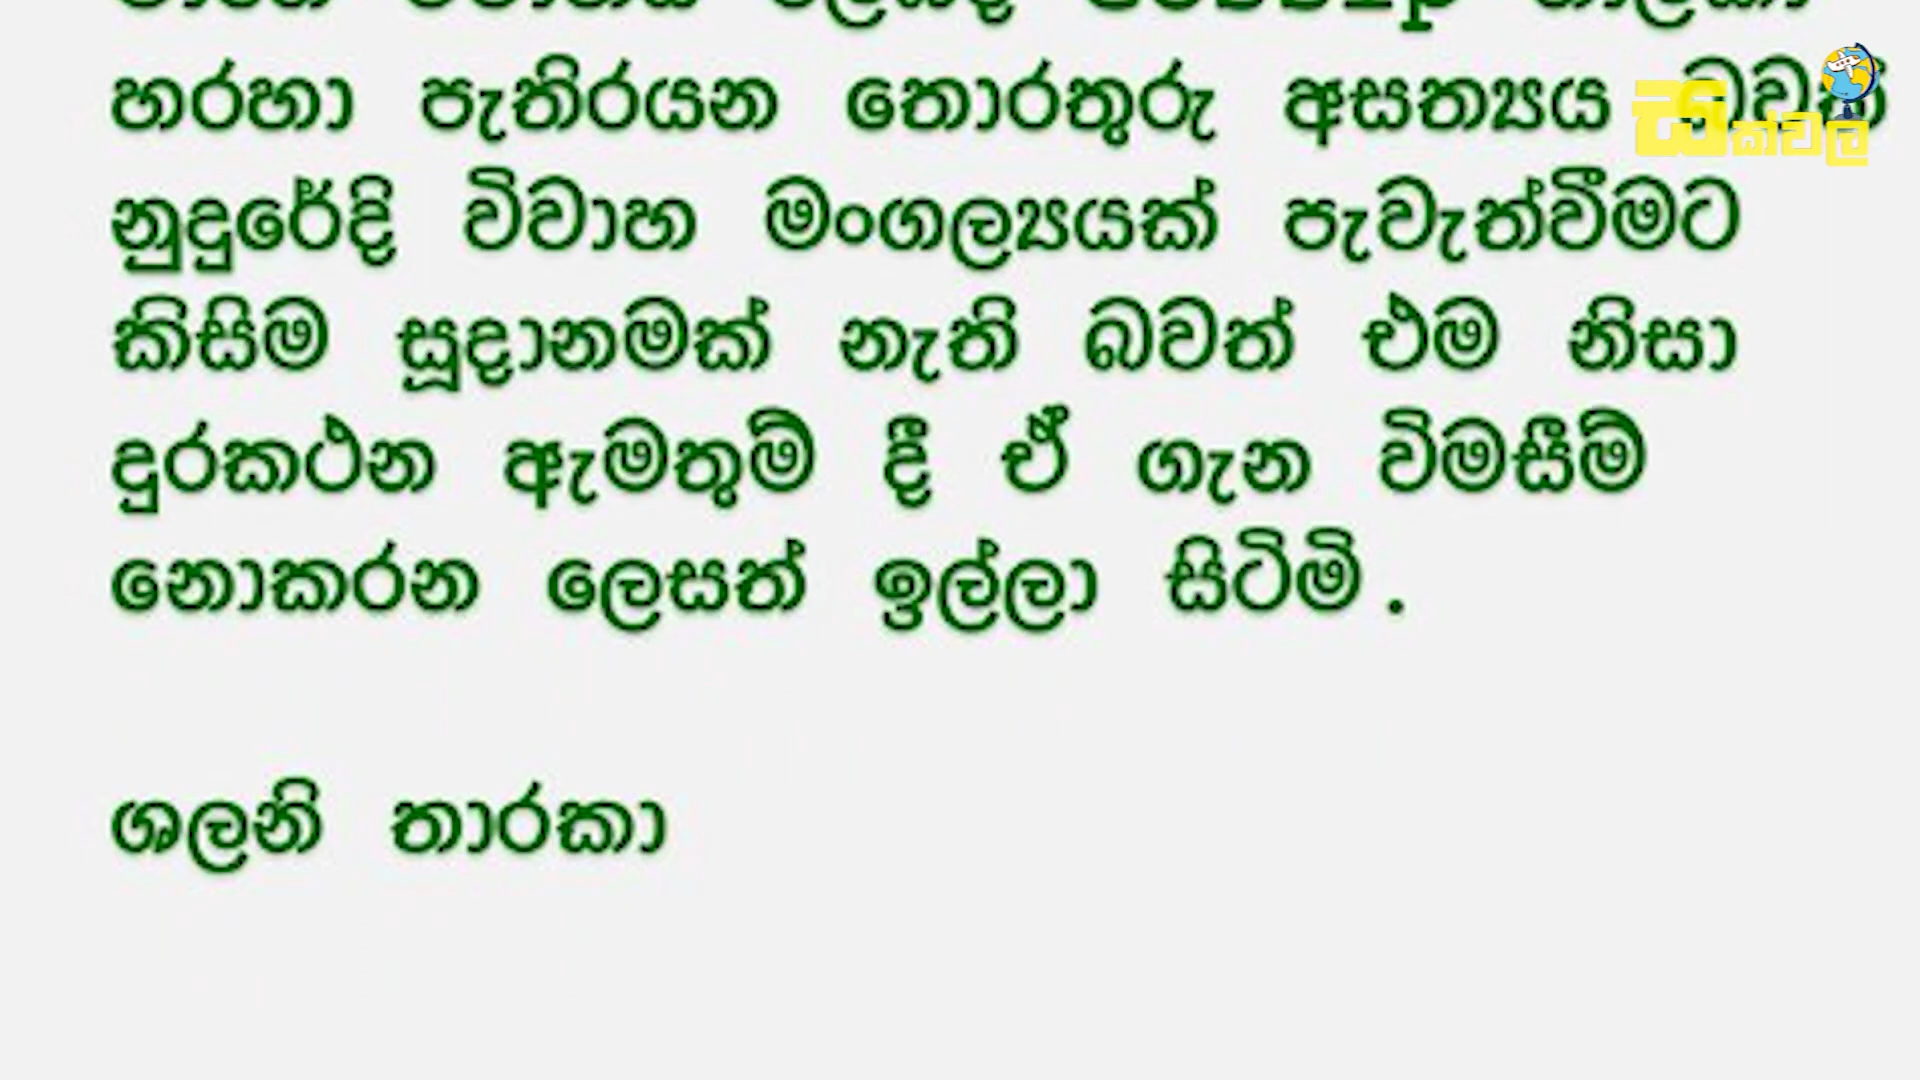 හරහා පැතිරයන තොරතුරු අසත්‍යය බවත්
නුදුරේදි විවාහ මංගල්‍යයක් පැවැත්වීමට
කිසිම සූදානමක් නැති බවත් එම නිසා
දුරකථන ඇමතුම් දී ඒ ගැන විමසීම්
නොකරන ලෙසත් ඉල්ලා සිටිමි.
ශලනි තාරකා